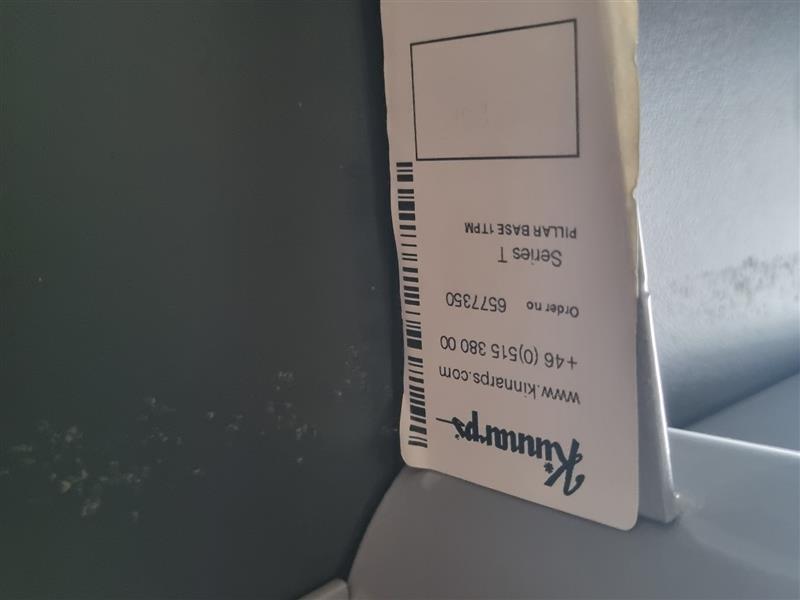 Kinnarps
www.kinnarps.com
+46 (0)515 380 00
Order no 6577350
Series T
PILLAR BASE 1TPM